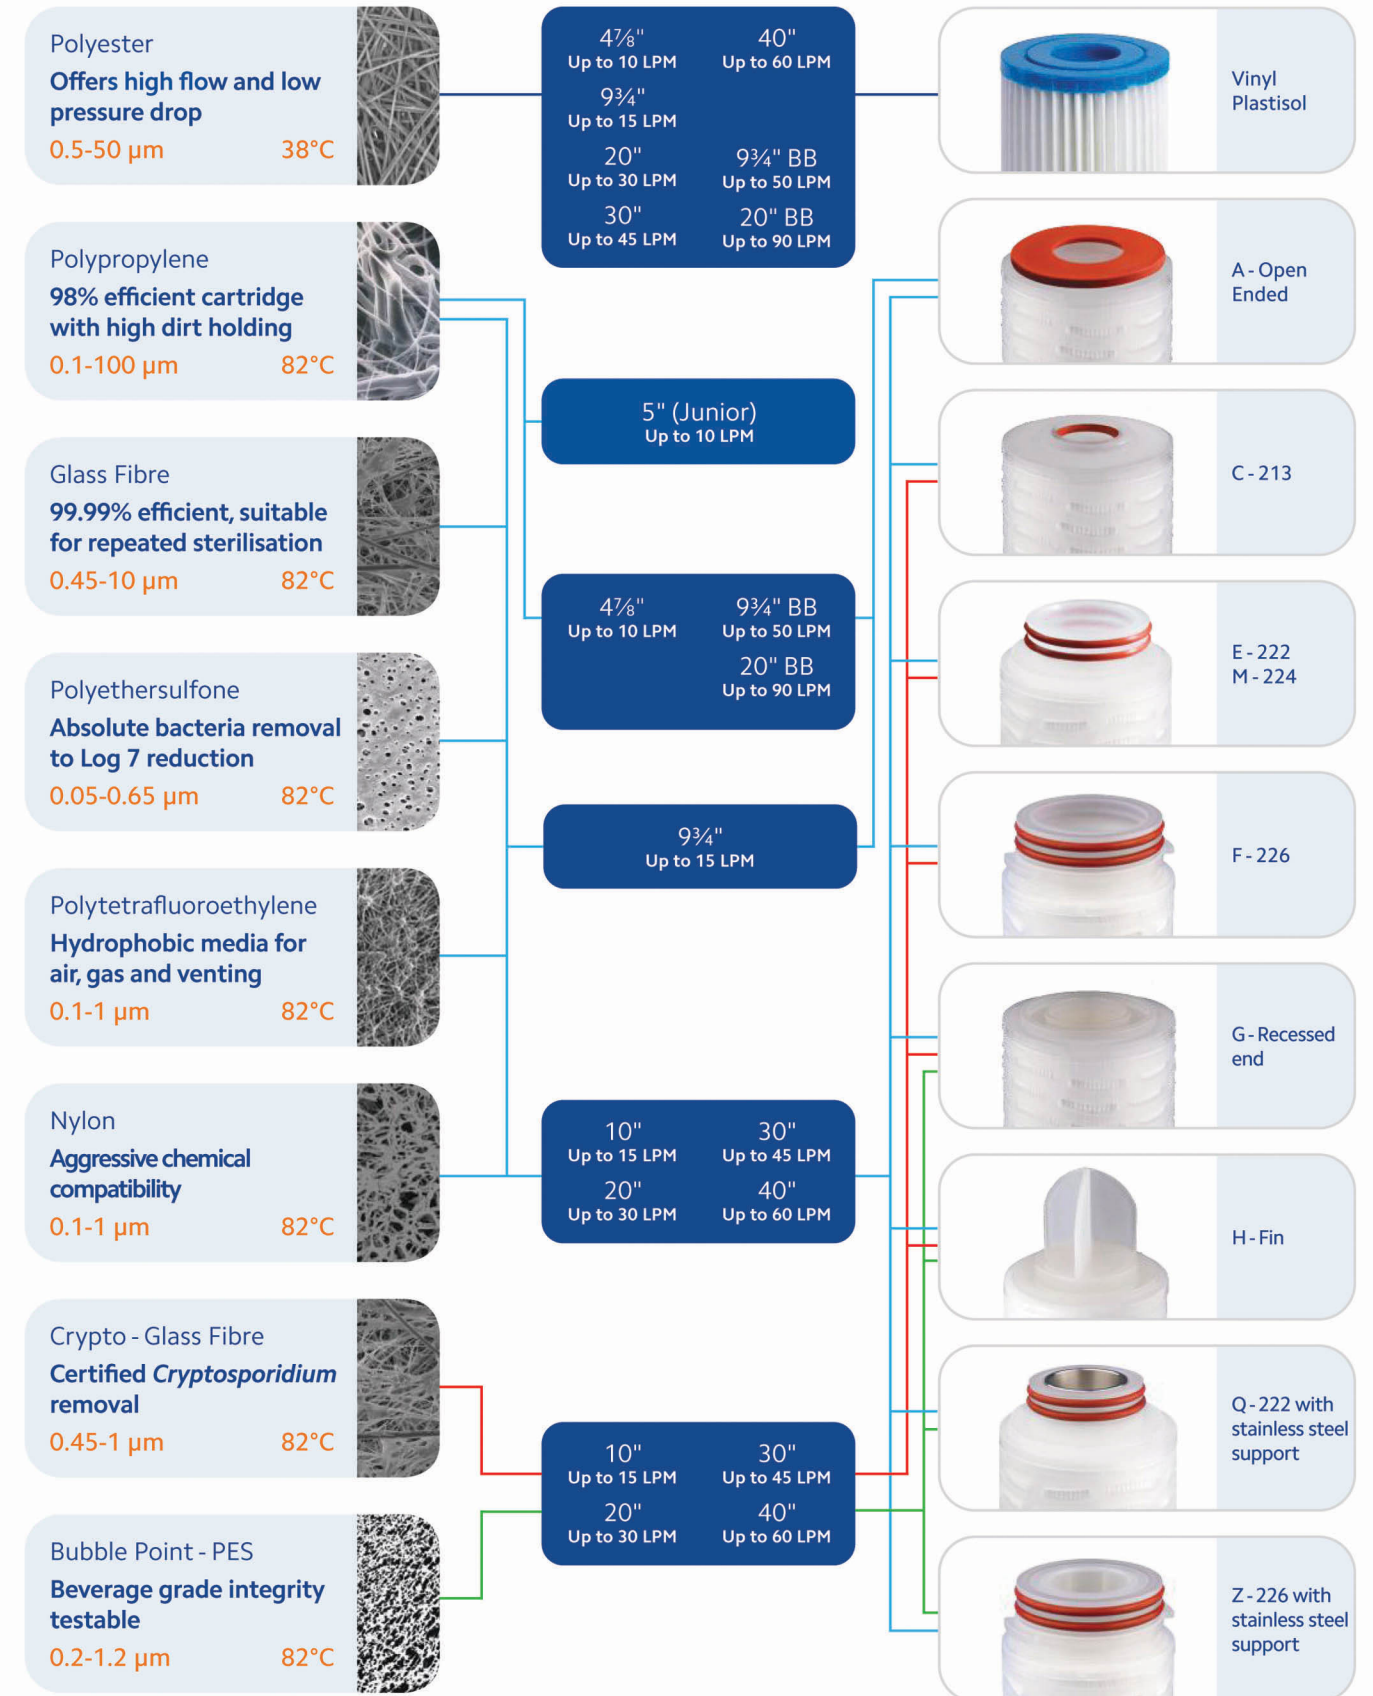 Polyester
Offers high flow and low
pressure drop
0.5-50 µm 38°C
Polypropylene
98% efficient cartridge
with high dirt holding
0.1-100 µm 82°C
Glass Fibre
99.99% efficient, suitable
for repeated sterilisation
0.45-10 µm 82°C
Polyethersulfone
Absolute bacteria removal
to Log 7 reduction
0.05-0.65 µm 82°C
Polytetrafluoroethylene
Hydrophobic media for
air, gas and venting
0.1-1 µm 82°C
Nylon
Aggressive chemical
compatibility
0.1-1 µm 82°C
Crypto - Glass Fibre
Certified Cryptosporidium
removal
0.45-1 µm 82°C
Bubble Point - PES
Beverage grade integrity
testable
0.2-1.2 µm 82°C
4⅞" 40"
Up to 10 LPM Up to 60 LPM
9¾"
Up to 15 LPM
20" 9¾" BB
Up to 30 LPM Up to 50 LPM
30" 20" BB
Up to 45 LPM Up to 90 LPM
5" (Junior)
Up to 10 LPM
4⅞" 9¾" BB
Up to 10 LPM Up to 50 LPM
20" BB
Up to 90 LPM
9¾"
Up to 15 LPM
10" 30"
Up to 15 LPM Up to 45 LPM
20" 40"
Up to 30 LPM Up to 60 LPM
10" 30"
Up to 15 LPM Up to 45 LPM
20" 40"
Up to 30 LPM Up to 60 LPM
Vinyl
Plastisol
A - Open
Ended
C - 213
E - 222
M - 224
F - 226
G - Recessed
end
H - Fin
Q - 222 with
stainless steel
support
Z - 226 with
stainless steel
support